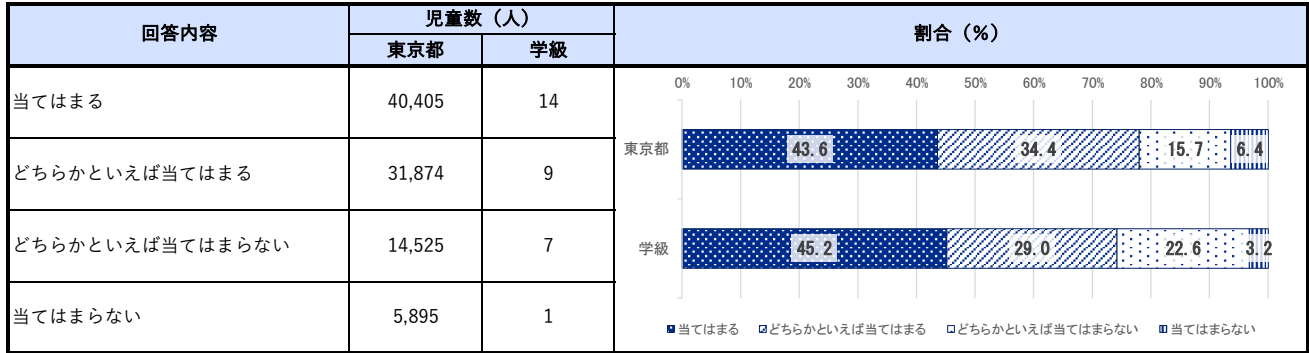 回答内容
児童数（人）
割合（%）
東京都
学級
当てはまる
40,405
14
どちらかといえば当てはまる
31,874
9
どちらかといえば当てはまらない
14,525
7
当てはまらない
5,895
1
0% 10% 20% 30% 40% 50% 60% 70% 80% 90% 100%
東京都 43.6 34.4 15.7 6.4
学級 45.2 29.0 22.6 3.2
当てはまる どちらかといえば当てはまる どちらかといえば当てはまらない 当てはまらない